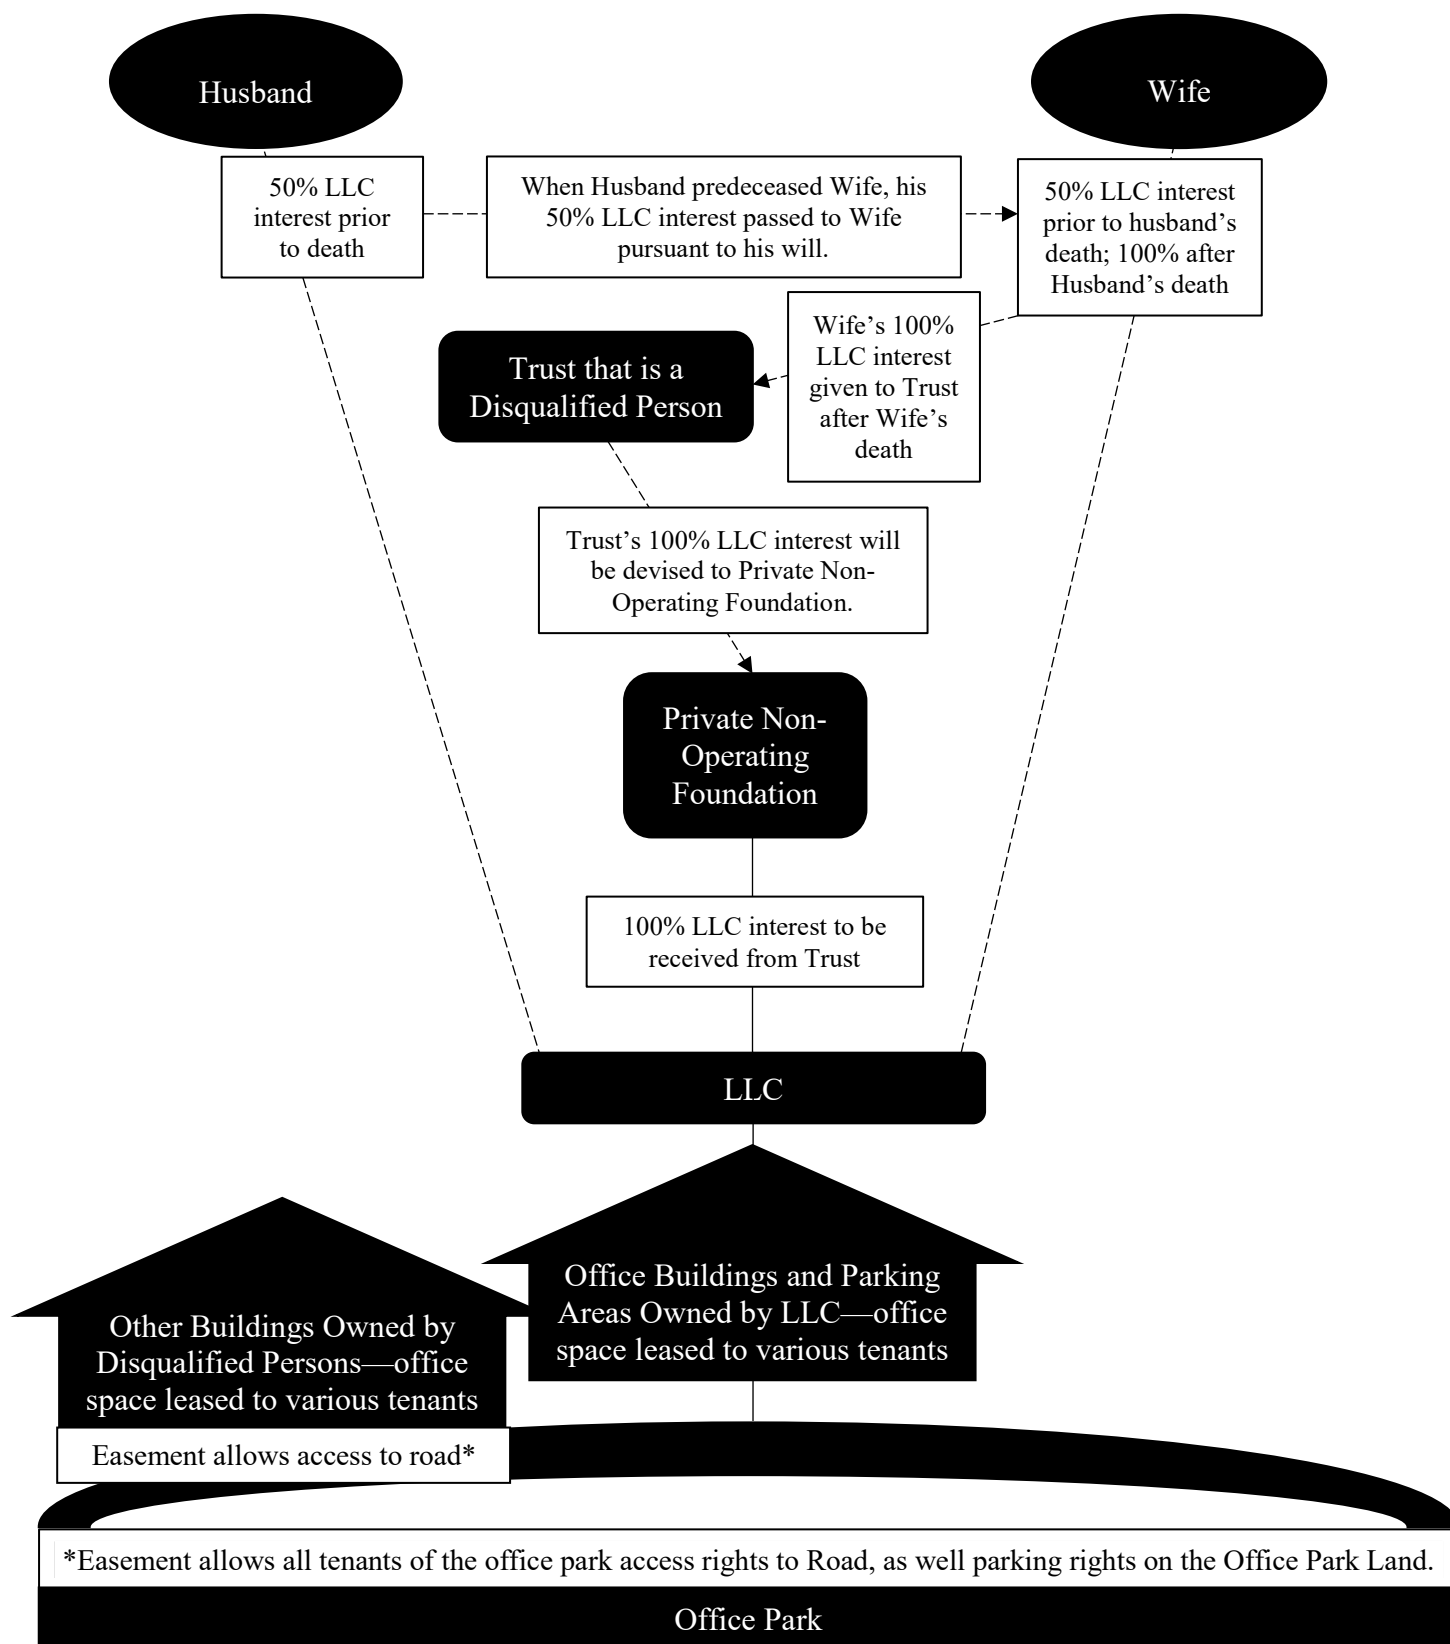 Husband
Wife
50% LLC
interest prior
to death
When Husband predeceased Wife, his
50% LLC interest passed to Wife
pursuant to his will.
50% LLC interest
prior to husband’s
death; 100% after
Husband’s death
Wife’s 100%
LLC interest
given to Trust
after Wife’s
death
Trust that is a
Disqualified Person
Trust’s 100% LLC interest will
be devised to Private Non-
Operating Foundation.
Private Non-
Operating
Foundation
100% LLC interest to be
received from Trust
LLC
Other Buildings Owned by
Disqualified Persons—office
space leased to various tenants
Office Buildings and Parking
Areas Owned by LLC—office
space leased to various tenants
Easement allows access to road*
*Easement allows all tenants of the office park access rights to Road, as well parking rights on the Office Park Land.
Office Park